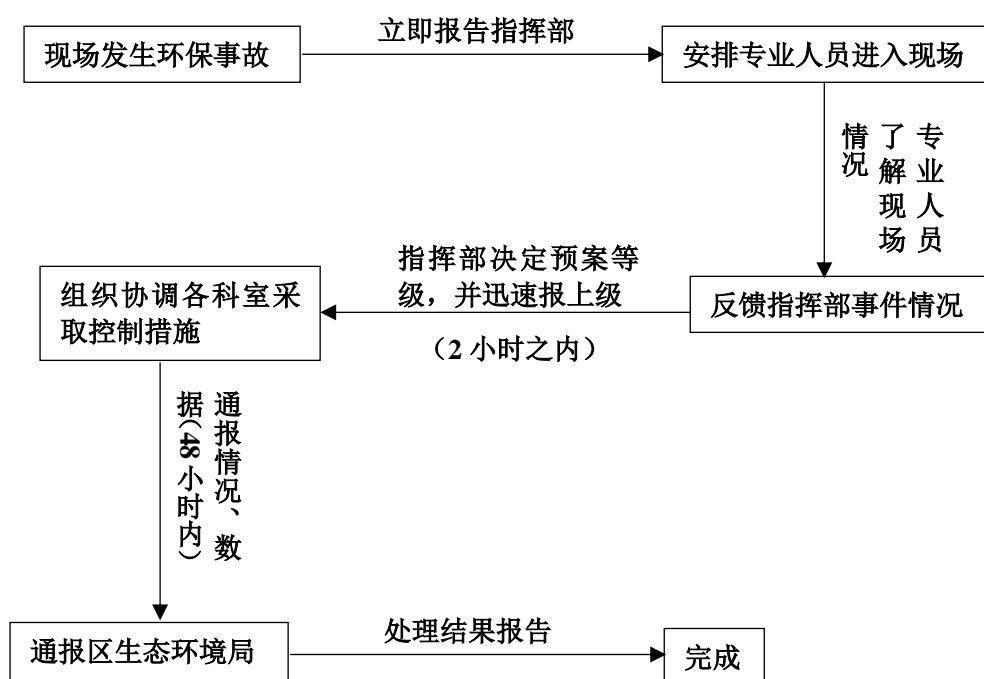 现场发生环保事故
立即报告指挥部
安排专业人员进入现场
专业人员
了解现场
情况
反馈指挥部事件情况
指挥部决定预案等
级，并迅速报上级
（2 小时之内）
组织协调各科室采
取控制措施
通报情况、数
据(48 小时内)
通报区生态环境局
处理结果报告
完成